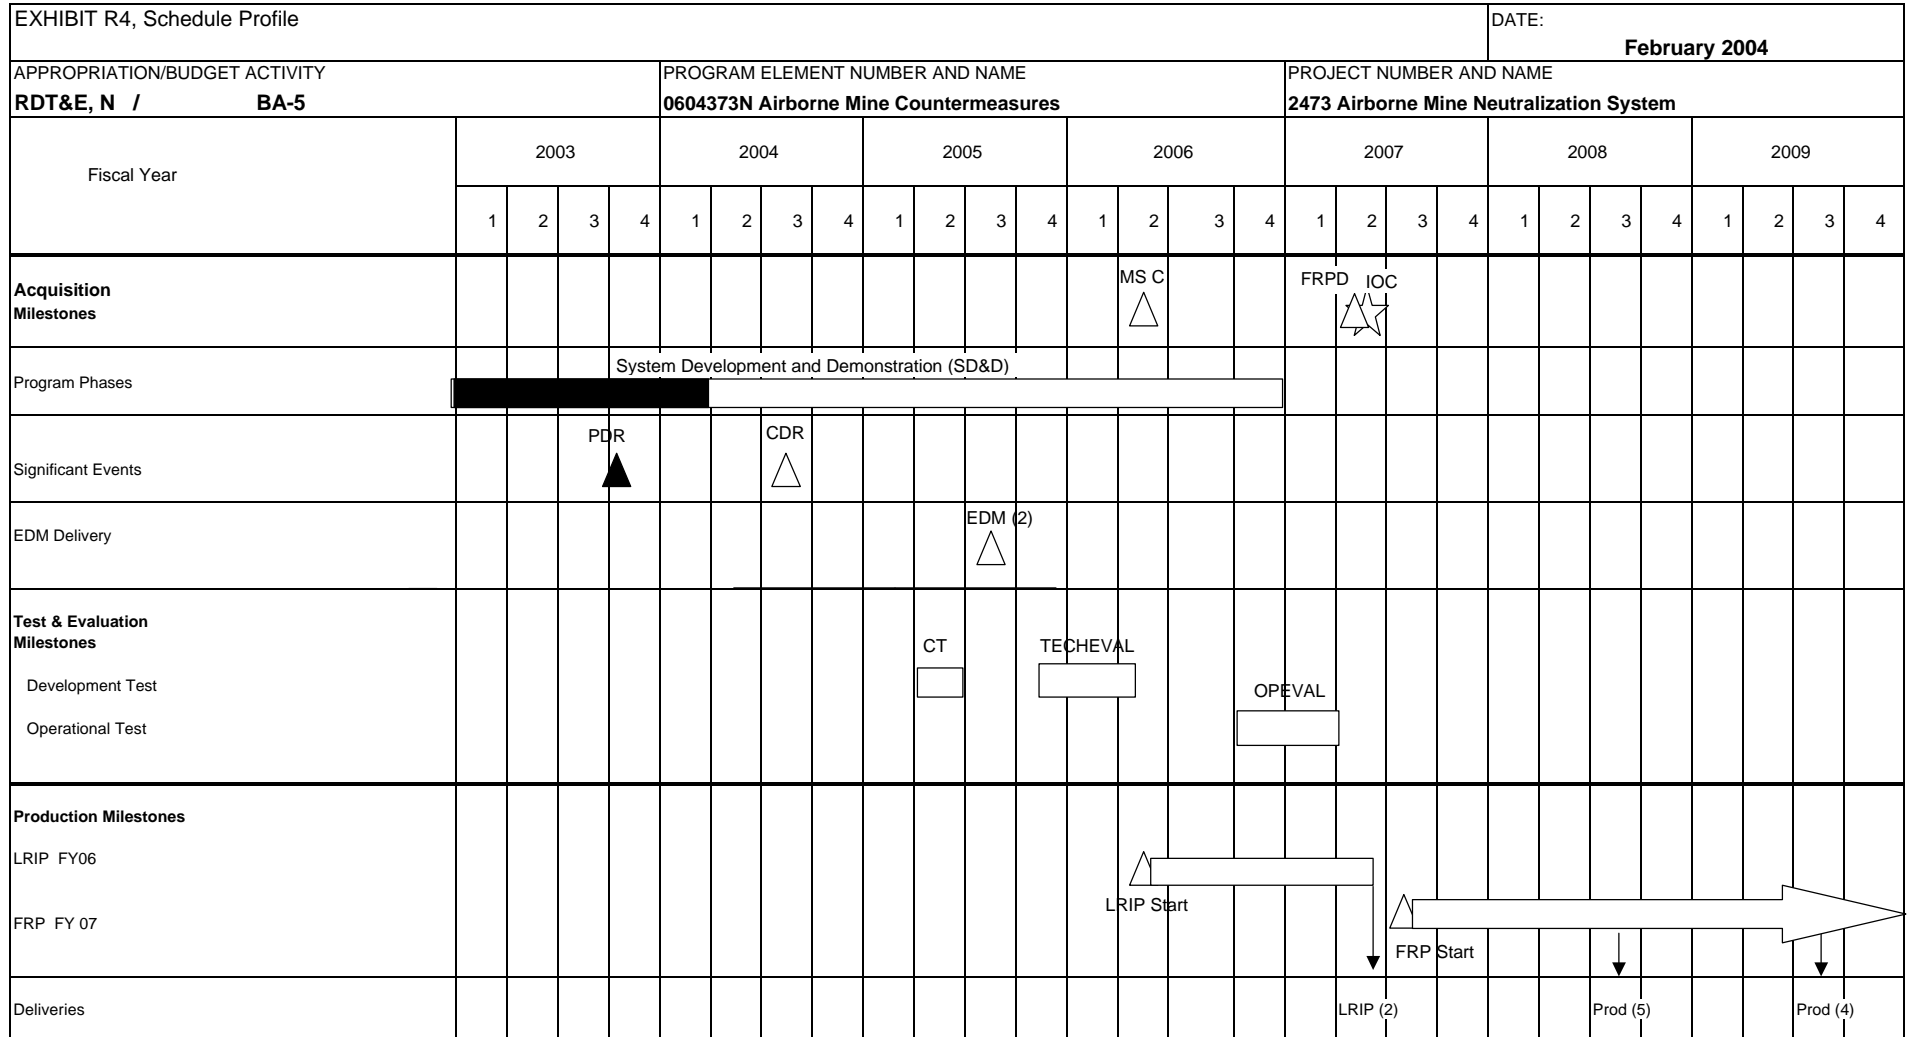 EXHIBIT R4, Schedule Profile
DATE:
February 2004
APPROPRIATION/BUDGET ACTIVITY
PROGRAM ELEMENT NUMBER AND NAME
PROJECT NUMBER AND NAME
RDT&E, N / BA-5
0604373N Airborne Mine Countermeasures
2473 Airborne Mine Neutralization System
Fiscal Year
2003 2004 2005 2006 2007 2008 2009
1 2 3 4 1 2 3 4 1 2 3 4 1 2 3 4 1 2 3 4 1 2 3 4 1 2 3 4
Acquisition
Milestones
MS C
FRPD
IOC
Program Phases
System Development and Demonstration (SD&D)
Significant Events
PDR
CDR
EDM Delivery
EDM (2)
Test & Evaluation
Milestones
CT
TECHEVAL
Development Test
OPEVAL
Operational Test
Production Milestones
LRIP FY06
LRIP Start
FRP FY 07
FRP Start
Deliveries
LRIP (2)
Prod (5)
Prod (4)